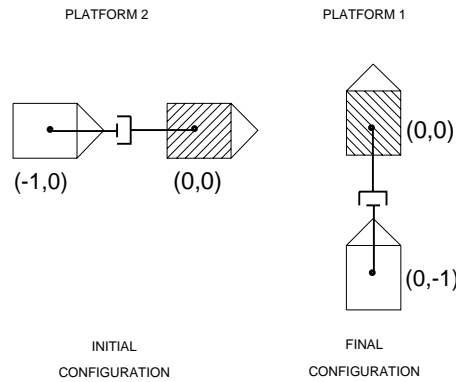 PLATFORM 2
PLATFORM 1
(0,0)
(-1,0)
(0,0)
(0,-1)
INITIAL
CONFIGURATION
FINAL
CONFIGURATION